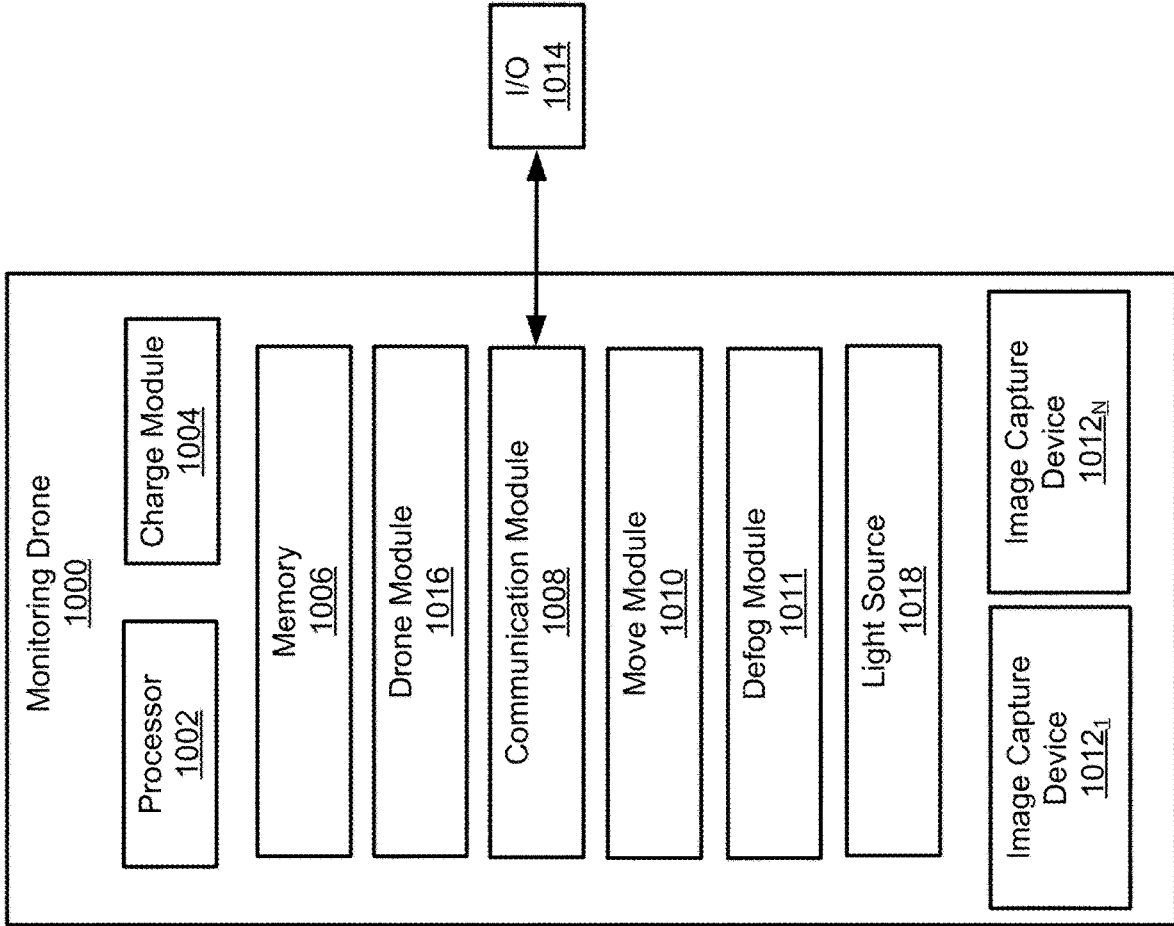 Monitoring Drone
1000
Processor
1002
Charge Module
1004
Memory
1006
Drone Module
1016
Communication Module
1008
I/O
1014
Move Module
1010
Defog Module
1011
Light Source
1018
Image Capture
Device
1012₁
Image Capture
Device
1012N